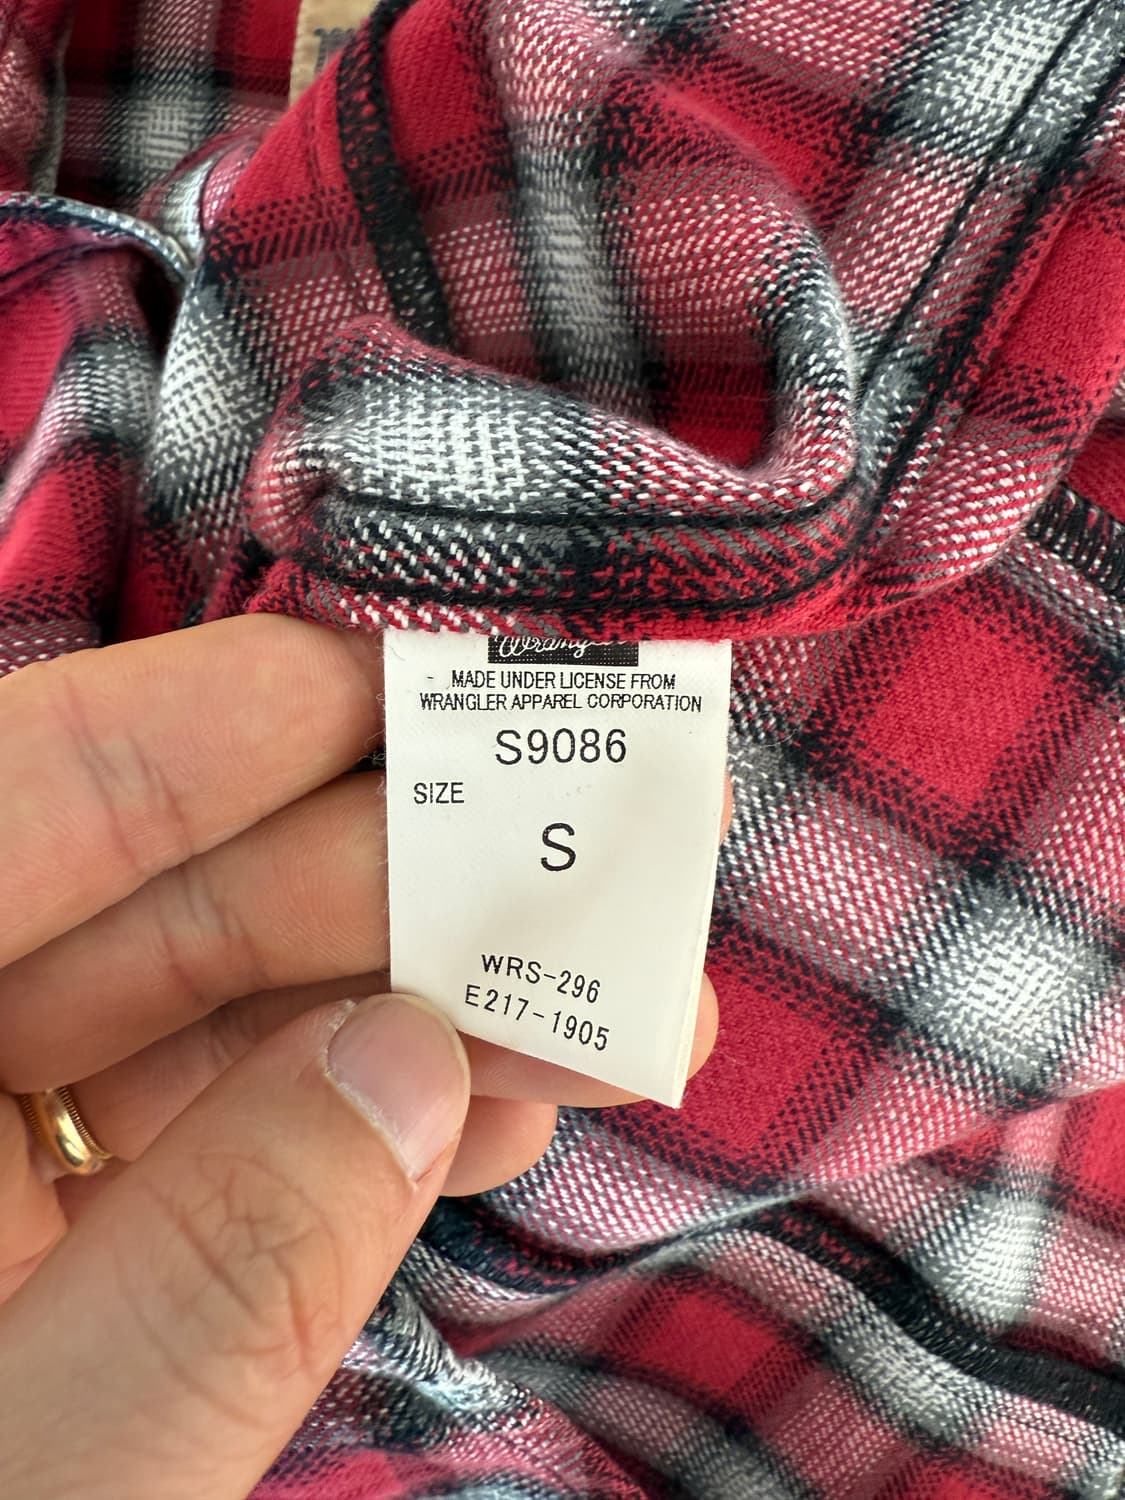 Wrangler
MADE UNDER LICENSE FROM
WRANGLER APPAREL CORPORATION
S9086
SIZE
S
WRS-296
E217-1905